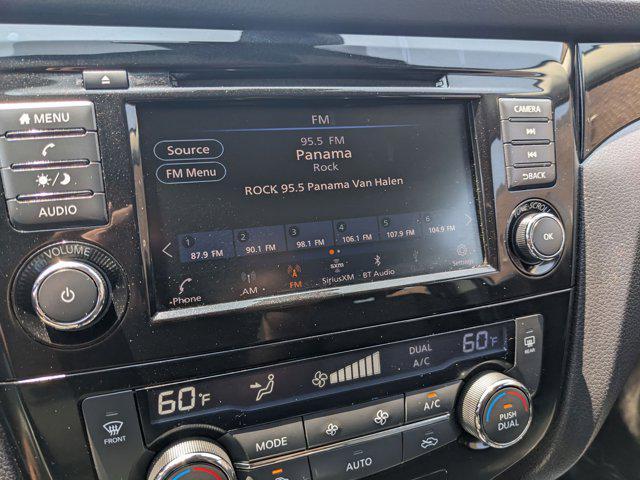 MENU
AUDIO
VOLUME
FM
95.5 FM
Panama
Rock
Source
FM Menu
ROCK 95.5 Panama Van Halen
1 87.9 FM
2 90.1 FM
3 98.1 FM
4 106.1 FM
5 107.9 FM
6 104.9 FM
Phone
AM
FM
sxm
SiriusXM
BT Audio
Settings
CAMERA
BACK
TUNE·SCROLL
OK
60°F
DUAL
A/C
60°F
REAR
FRONT
MODE
A/C
AUTO
PUSH
DUAL